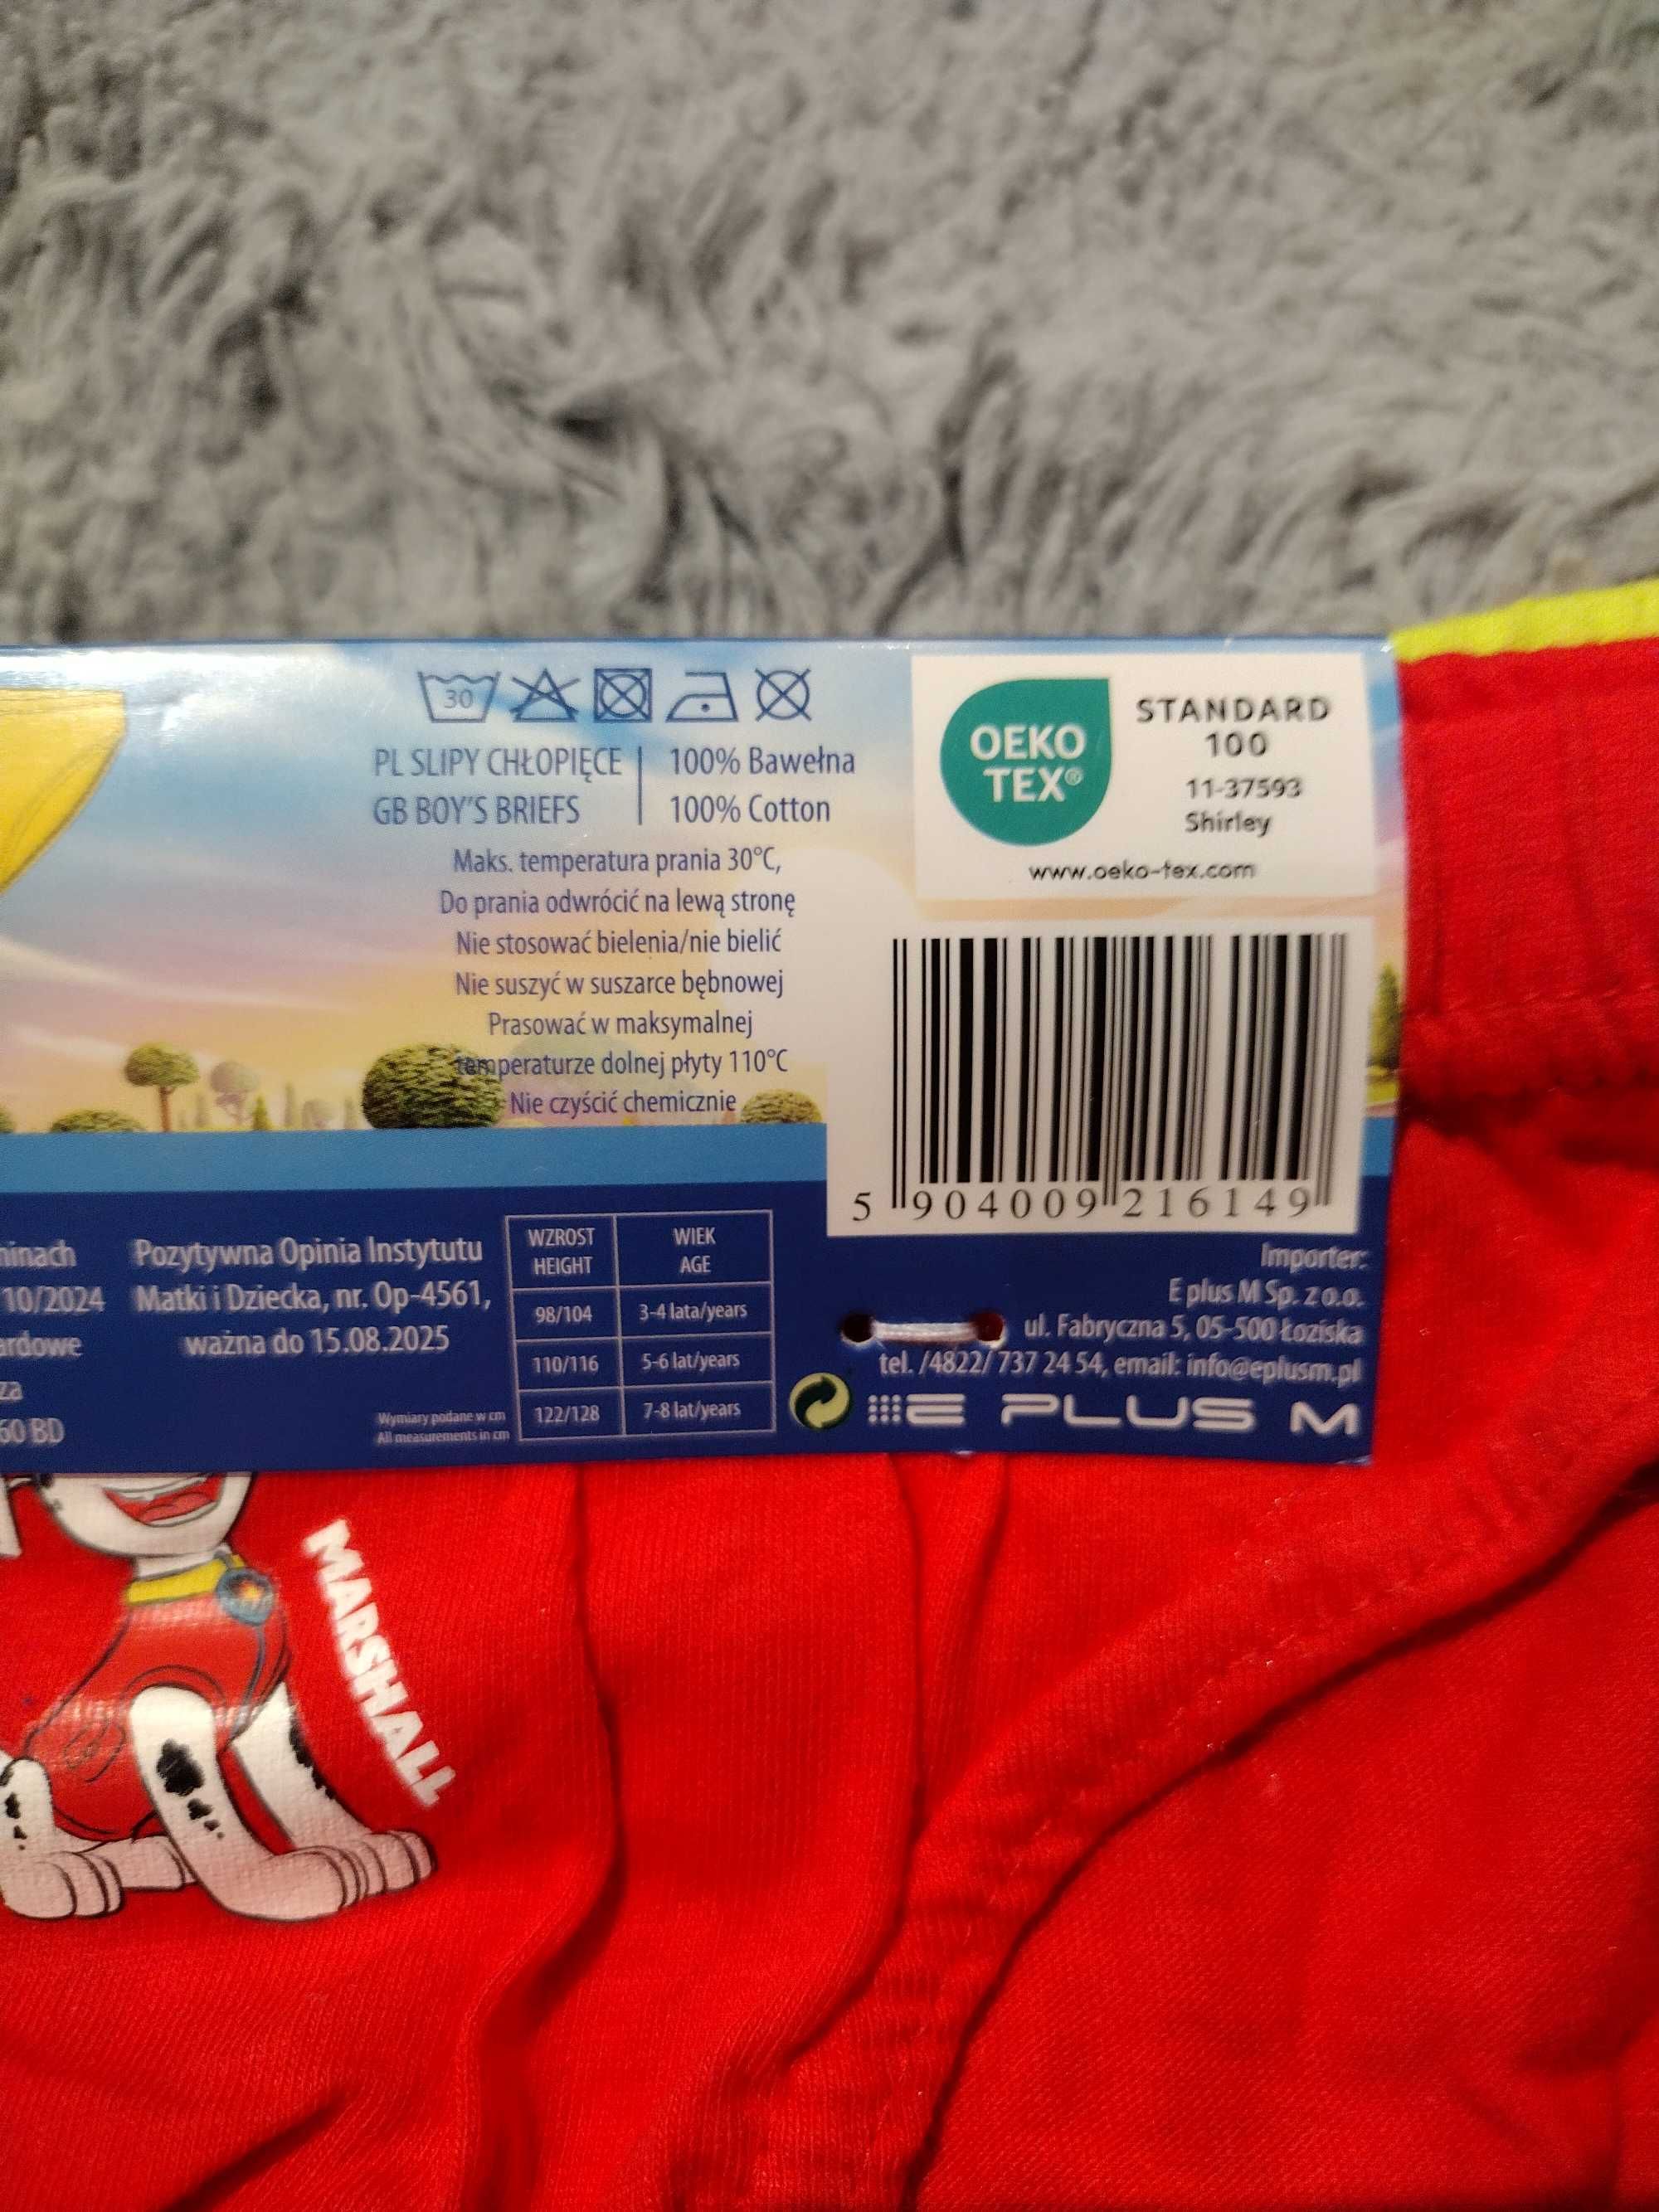 30
PL SLIPY CHŁOPIĘCE | 100% Bawełna
GB BOY'S BRIEFS | 100% Cotton
Maks. temperatura prania 30°C,
Do prania odwrócić na lewą stronę
Nie stosować bielenia/nie bielić
Nie suszyć w suszarce bębnowej
Prasować w maksymalnej
temperaturze dolnej płyty 110°C
Nie czyścić chemicznie
OEKO
TEX®
STANDARD
100
11-37593
Shirley
www.oeko-tex.com
5 904009 216149
10/2024
60 BD
Pozytywna Opinia Instytutu
Matki i Dziecka, nr. Op-4561,
ważna do 15.08.2025
Wymiary podane w cm
All measurements in cm
WZROST WIEK
HEIGHT AGE
98/104 3-4 lata/years
110/116 5-6 lat/years
122/128 7-8 lat/years
Importer:
E plus M Sp. z o.o.
ul. Fabryczna 5, 05-500 Łoziska
tel. /4822/ 737 24 54, email: info@eplusm.pl
E PLUS M
MARSHALL